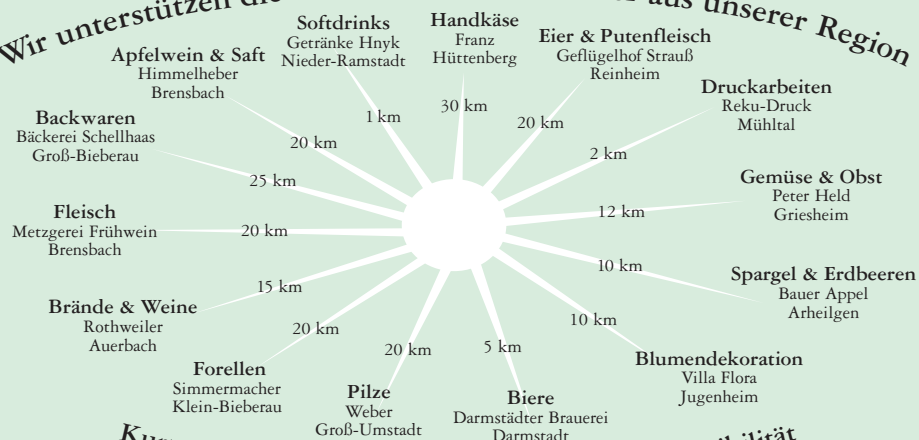 Wir unterstützen die
aus unserer Region
Softdrinks
Getränke Hnyk
Nieder-Ramstadt
1 km
Handkäse
Franz
Hüttenberg
30 km
Eier & Putenfleisch
Geflügelhof Strauß
Reinheim
20 km
Druckarbeiten
Reku-Druck
Mühltal
2 km
Gemüse & Obst
Peter Held
Griesheim
12 km
Spargel & Erdbeeren
Bauer Appel
Arheilgen
10 km
Blumendekoration
Villa Flora
Jugenheim
10 km
Biere
Darmstädter Brauerei
Darmstadt
5 km
Pilze
Weber
Groß-Umstadt
20 km
Forellen
Simmermacher
Klein-Bieberau
20 km
Brände & Weine
Rothweiler
Auerbach
15 km
Fleisch
Metzgerei Frühwein
Brensbach
20 km
Backwaren
Bäckerei Schellhaas
Groß-Bieberau
25 km
Apfelwein & Saft
Himmelheber
Brensbach
20 km